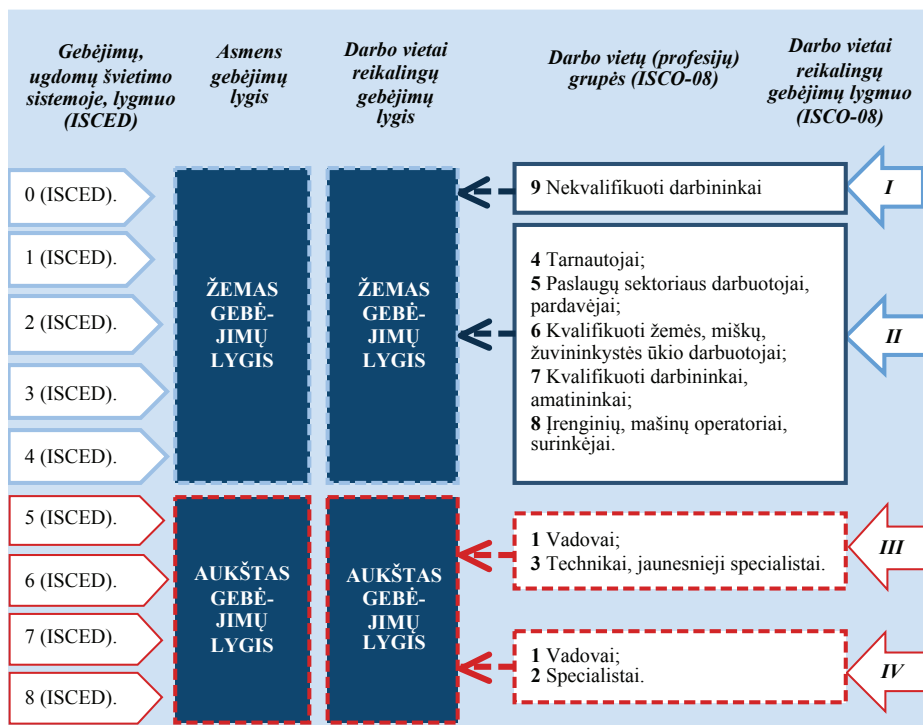 Gebėjimų,
ugdomų švietimo
sistemoje, lygmuo
(ISCED)
Asmens
gebėjimų
lygis
Darbo vietai
reikalingų
gebėjimų
lygis
Darbo vietų (profesijų)
grupės (ISCO-08)
Darbo vietai
reikalingų
gebėjimų lygmuo
(ISCO-08)
0 (ISCED).
1 (ISCED).
2 (ISCED).
3 (ISCED).
4 (ISCED).
ŽEMAS
GEBĖ-
JIMŲ
LYGIS
ŽEMAS
GEBĖ-
JIMŲ
LYGIS
9 Nekvalifikuoti darbininkai
I
4 Tarnautojai;
5 Paslaugų sektoriaus darbuotojai,
pardavėjai;
6 Kvalifikuoti žemės, miškų,
žuvininkystės ūkio darbuotojai;
7 Kvalifikuoti darbininkai,
amatininkai;
8 Įrenginių, mašinų operatoriai,
surinkėjai.
II
5 (ISCED).
6 (ISCED).
7 (ISCED).
8 (ISCED).
AUKŠTAS
GEBĖ-
JIMŲ
LYGIS
AUKŠTAS
GEBĖ-
JIMŲ
LYGIS
1 Vadovai;
3 Technikai, jaunesnieji specialistai.
III
1 Vadovai;
2 Specialistai.
IV